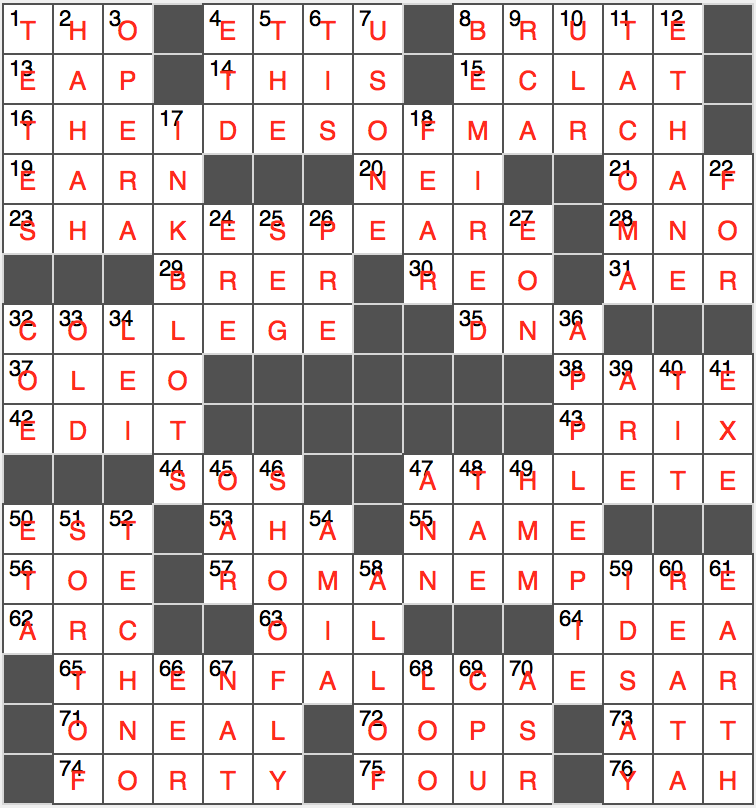 1 T 2 H 3 O 4 E 5 T 6 T 7 U 8 B 9 R 10 U 11 T 12 E
13 E A P 14 T H I S 15 E C L A T
16 T H E 17 I D E S O 18 F M A R C H
19 E A R N 20 N E I 21 O A 22 F
23 S H A K 24 E 25 S 26 P E A R 27 E 28 M N O
29 B R E R 30 R E O 31 A E R
32 C 33 O 34 L L E G E 35 D N 36 A
37 O L E O 38 P 39 A 40 T 41 E
42 E D I T 43 P R I X
44 S 45 O 46 S 47 A 48 T 49 H L E T E
50 E 51 S 52 T 53 A H 54 A 55 N A M E
56 T O E 57 R O M 58 A N E M P 59 I 60 R 61 E
62 A R C 63 O I L 64 I D E A
65 T H 66 E 67 N F A L 68 L 69 C 70 A E S A R
71 O N E A L 72 O O P S 73 A T T
74 F O R T Y 75 F O U R 76 Y A H